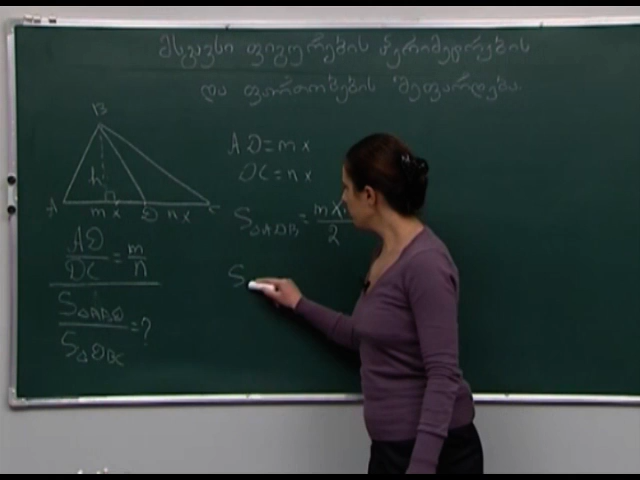 მსგავსი ფიგურების პერიმეტრების
და ფართობების შეფარდება.
B
h
A mx D nx C
AD/DC = m/n
S△ABD/S△DBC = ?
AD = mx
DC = nx
S△ADB = mx·/2
S